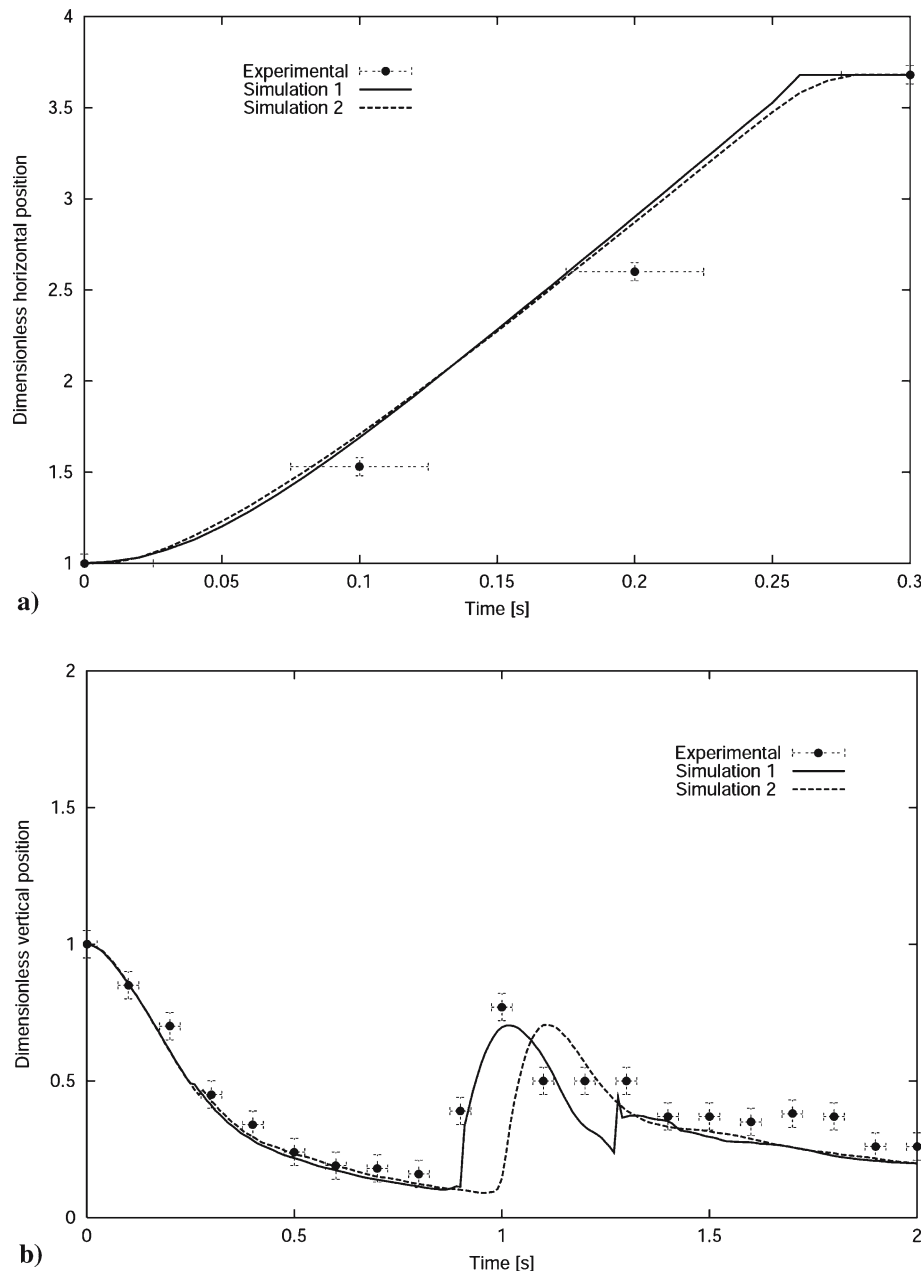 4
3.5
3
2.5
2
1.5
1
Dimensionless horizontal position
Experimental
Simulation 1
Simulation 2
0
0.05
0.1
0.15
0.2
0.25
0.3
Time [s]
a)
2
1.5
1
0.5
0
Dimensionless vertical position
Experimental
Simulation 1
Simulation 2
0
0.5
1
1.5
2
Time [s]
b)